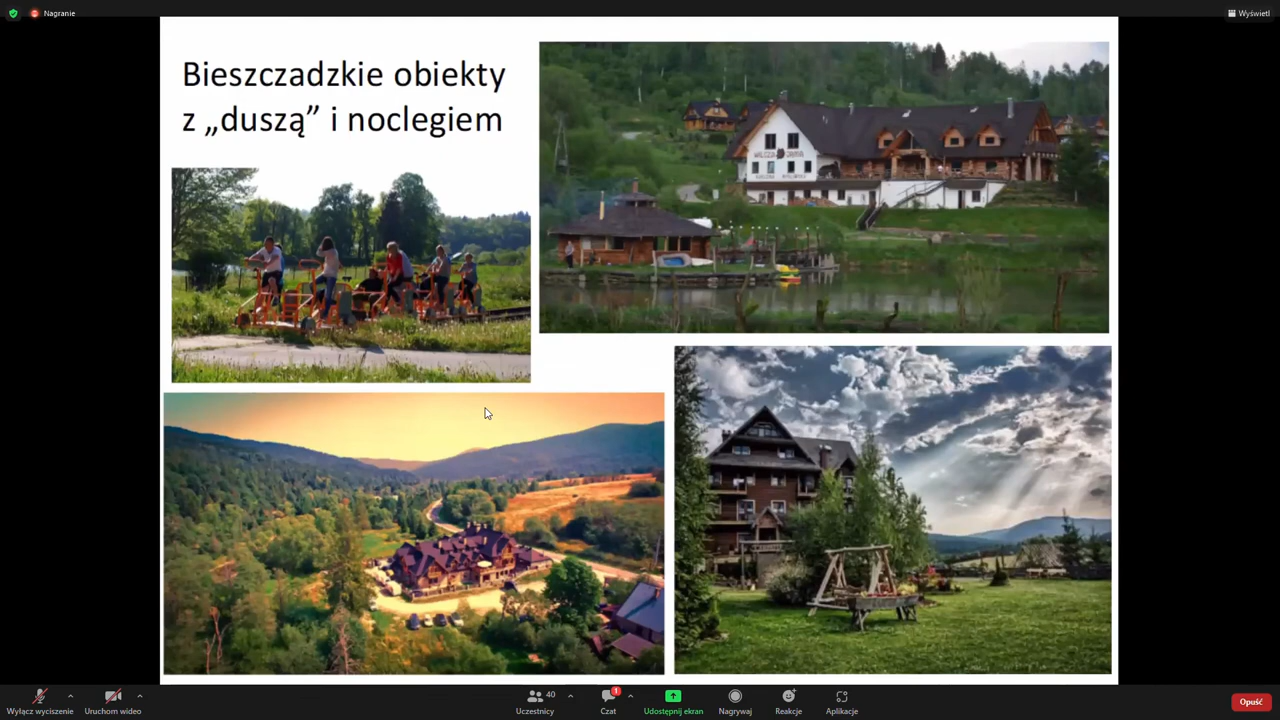 Nagranie
Wyświetl
Bieszczadzkie obiekty
z „duszą” i noclegiem
Wyłącz wyciszenie
Uruchom wideo
40
Uczestnicy
1
Czat
Udostępnij ekran
Nagrywaj
Reakcje
Aplikacje
Opuść